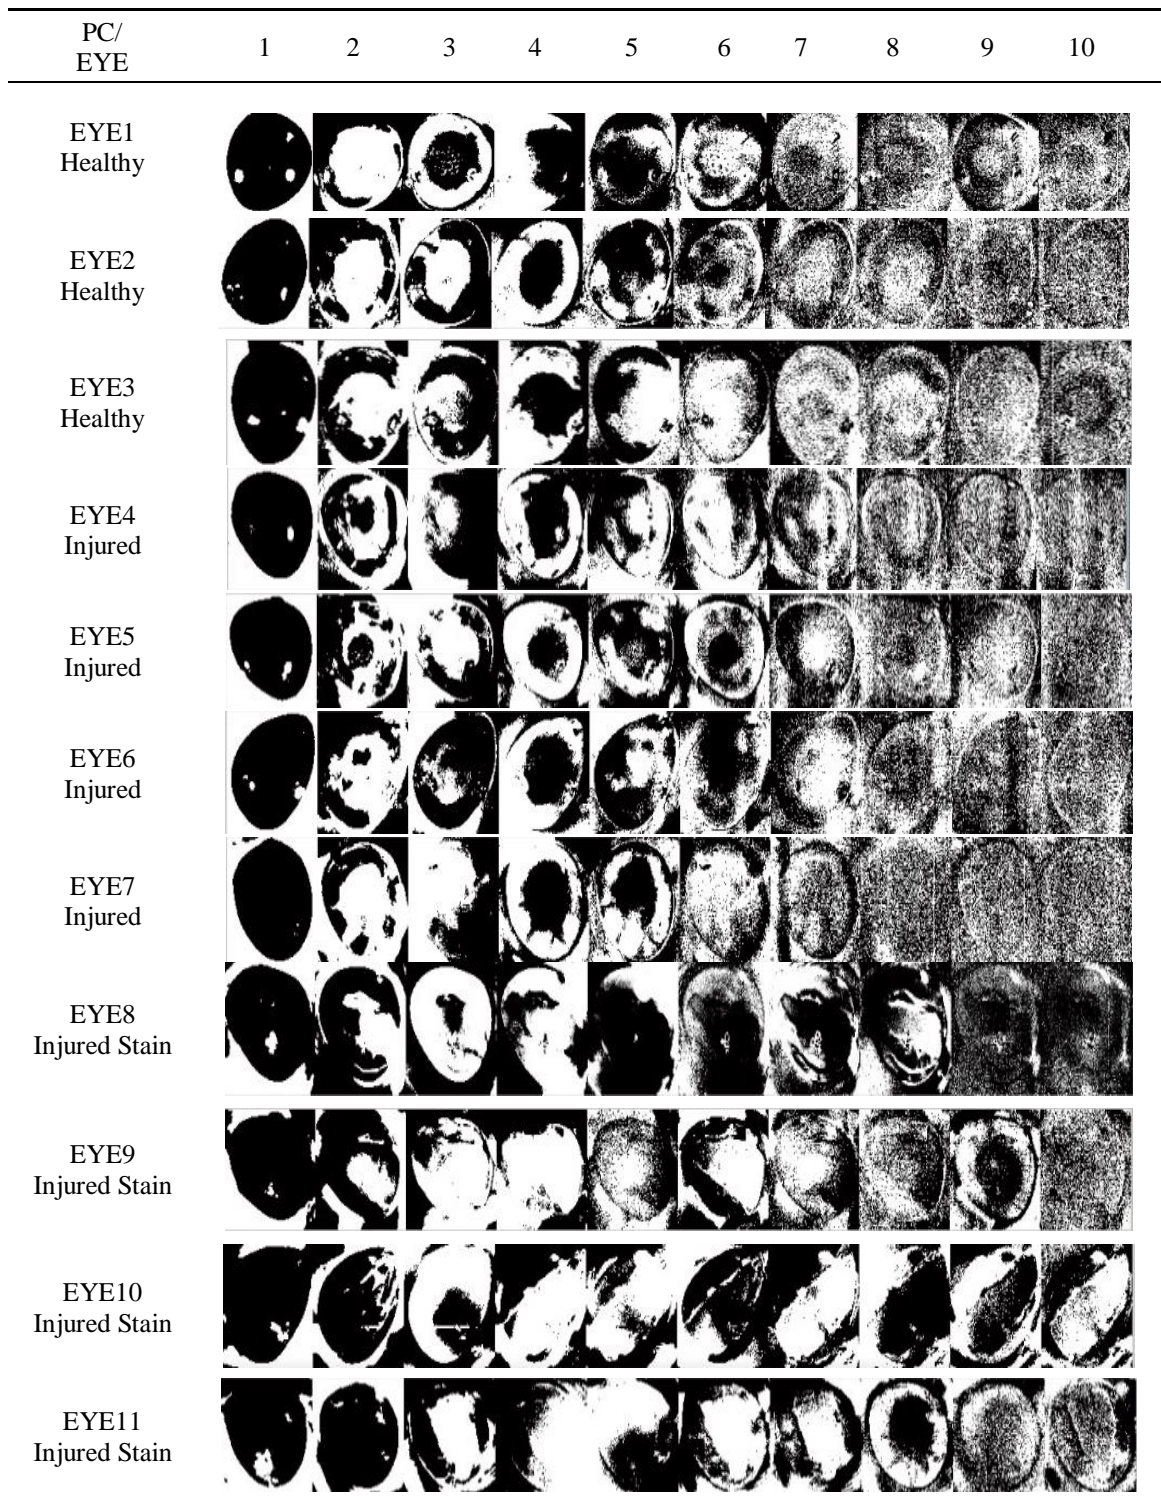 PC/
EYE 1 2 3 4 5 6 7 8 9 10
EYE1
Healthy
EYE2
Healthy
EYE3
Healthy
EYE4
Injured
EYE5
Injured
EYE6
Injured
EYE7
Injured
EYE8
Injured Stain
EYE9
Injured Stain
EYE10
Injured Stain
EYE11
Injured Stain